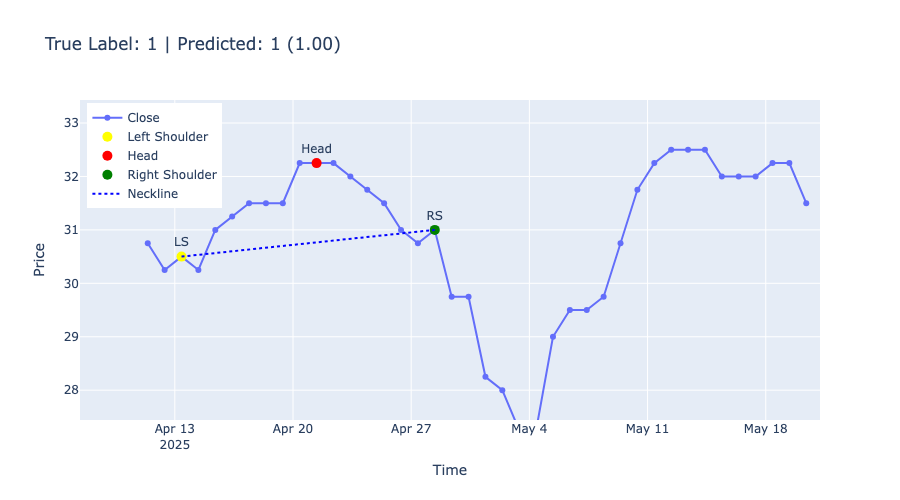 True Label: 1 | Predicted: 1 (1.00)
Close
Left Shoulder
Head
Right Shoulder
Neckline
Head
LS
RS
33
32
31
30
29
28
Price
Apr 13
2025
Apr 20
Apr 27
May 4
May 11
May 18
Time